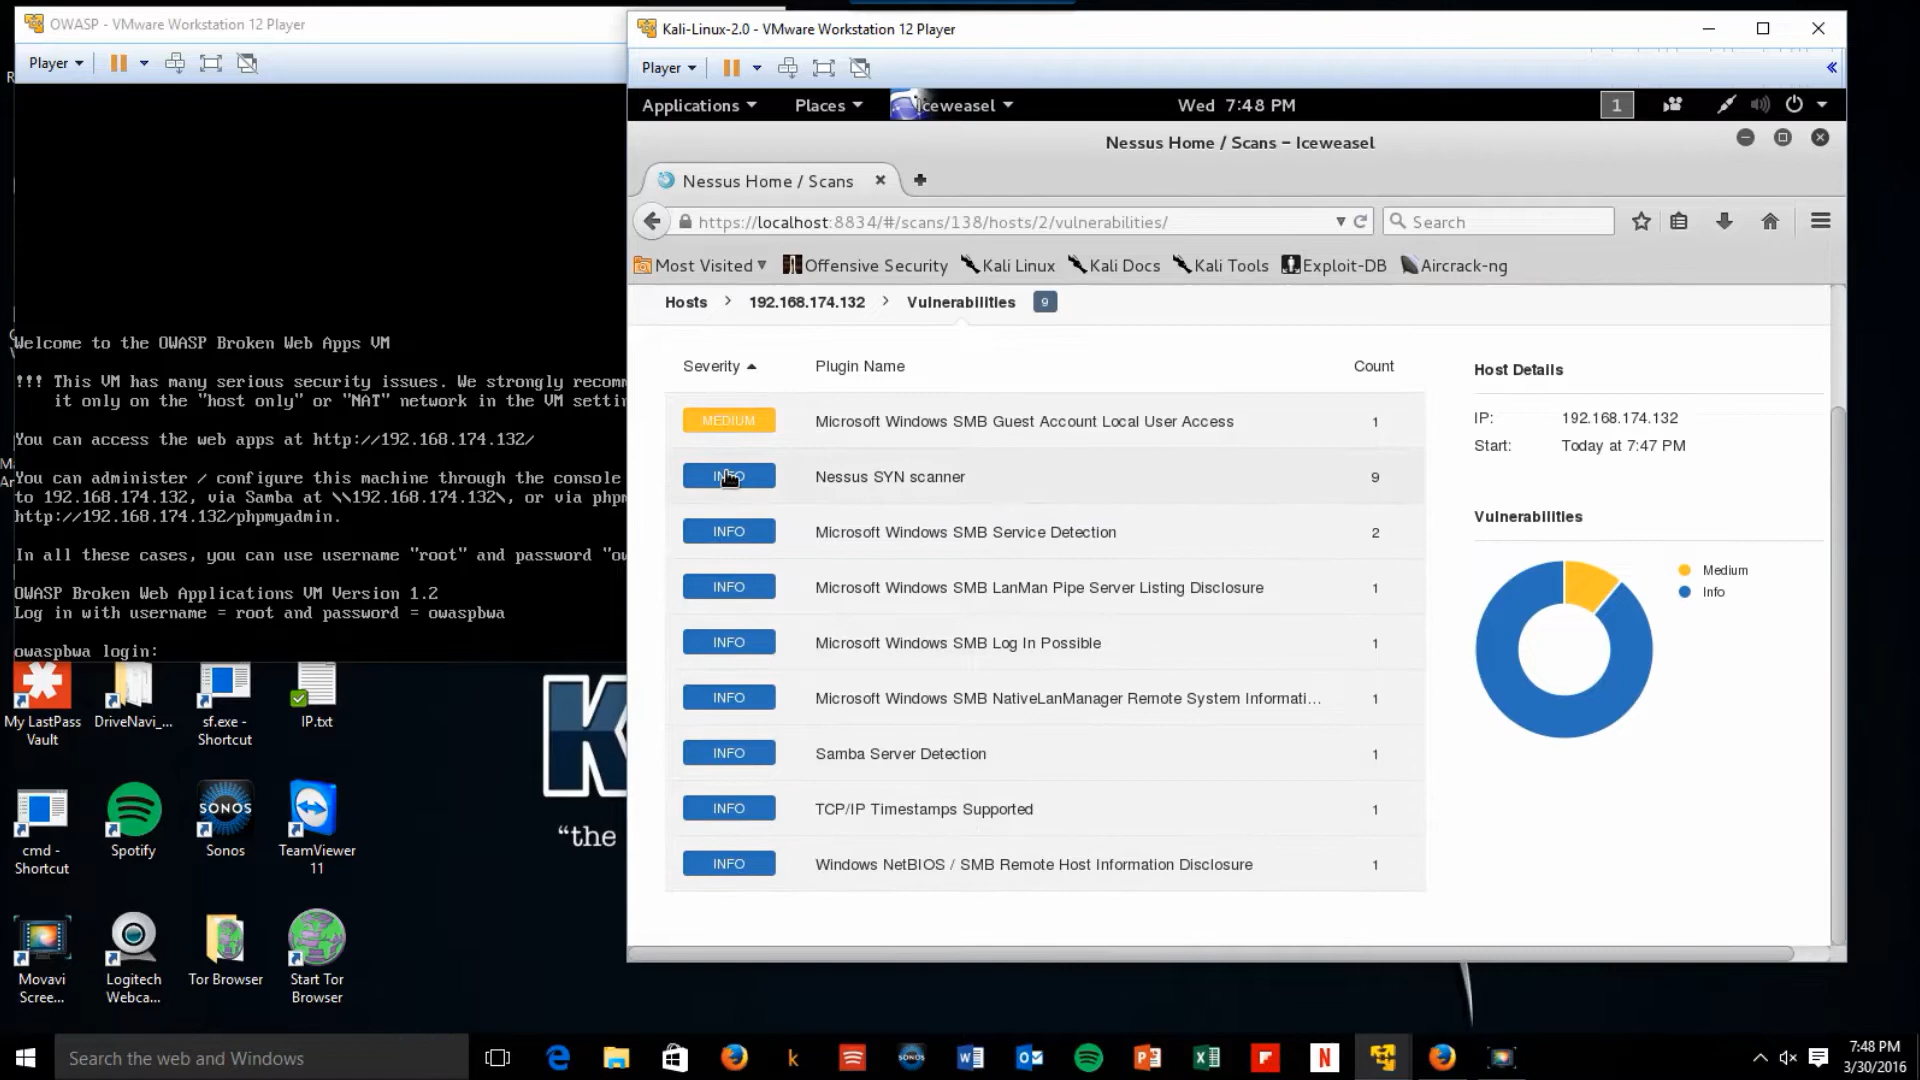 OWASP - VMware Workstation 12 Player
Player
Welcome to the OWASP Broken Web Apps VM
!!! This VM has many serious security issues. We strongly recom
it only on the "host only" or "NAT" network in the VM setti
You can access the web apps at http://192.168.174.132/
You can administer / configure this machine through the console
to 192.168.174.132, via Samba at \\192.168.174.132\, or via phpm
http://192.168.174.132/phpmyadmin.
In all these cases, you can use username "root" and password "ow
OWASP Broken Web Applications VM Version 1.2
Log in with username = root and password = owaspbwa
owaspbwa login:
Kali-Linux-2.0 - VMware Workstation 12 Player
Player
Applications Places Iceweasel Wed 7:48 PM 1
Nessus Home / Scans - Iceweasel
Nessus Home / Scans
https://localhost:8834/#/scans/138/hosts/2/vulnerabilities/ Search
Most Visited Offensive Security Kali Linux Kali Docs Kali Tools Exploit-DB Aircrack-ng
Hosts > 192.168.174.132 > Vulnerabilities 9
Severity Plugin Name Count
MEDIUM Microsoft Windows SMB Guest Account Local User Access 1
INFO Nessus SYN scanner 9
INFO Microsoft Windows SMB Service Detection 2
INFO Microsoft Windows SMB LanMan Pipe Server Listing Disclosure 1
INFO Microsoft Windows SMB Log In Possible 1
INFO Microsoft Windows SMB NativeLanManager Remote System Informati... 1
INFO Samba Server Detection 1
INFO TCP/IP Timestamps Supported 1
INFO Windows NetBIOS / SMB Remote Host Information Disclosure 1
Host Details
IP: 192.168.174.132
Start: Today at 7:47 PM
Vulnerabilities
Medium
Info
My LastPass Vault
DriveNavi_...
sf.exe - Shortcut
IP.txt
"the
cmd - Shortcut
Spotify
SONOS
Sonos
TeamViewer 11
Movavi Scree...
Logitech Webca...
Tor Browser
Start Tor Browser
Search the web and Windows
7:48 PM
3/30/2016